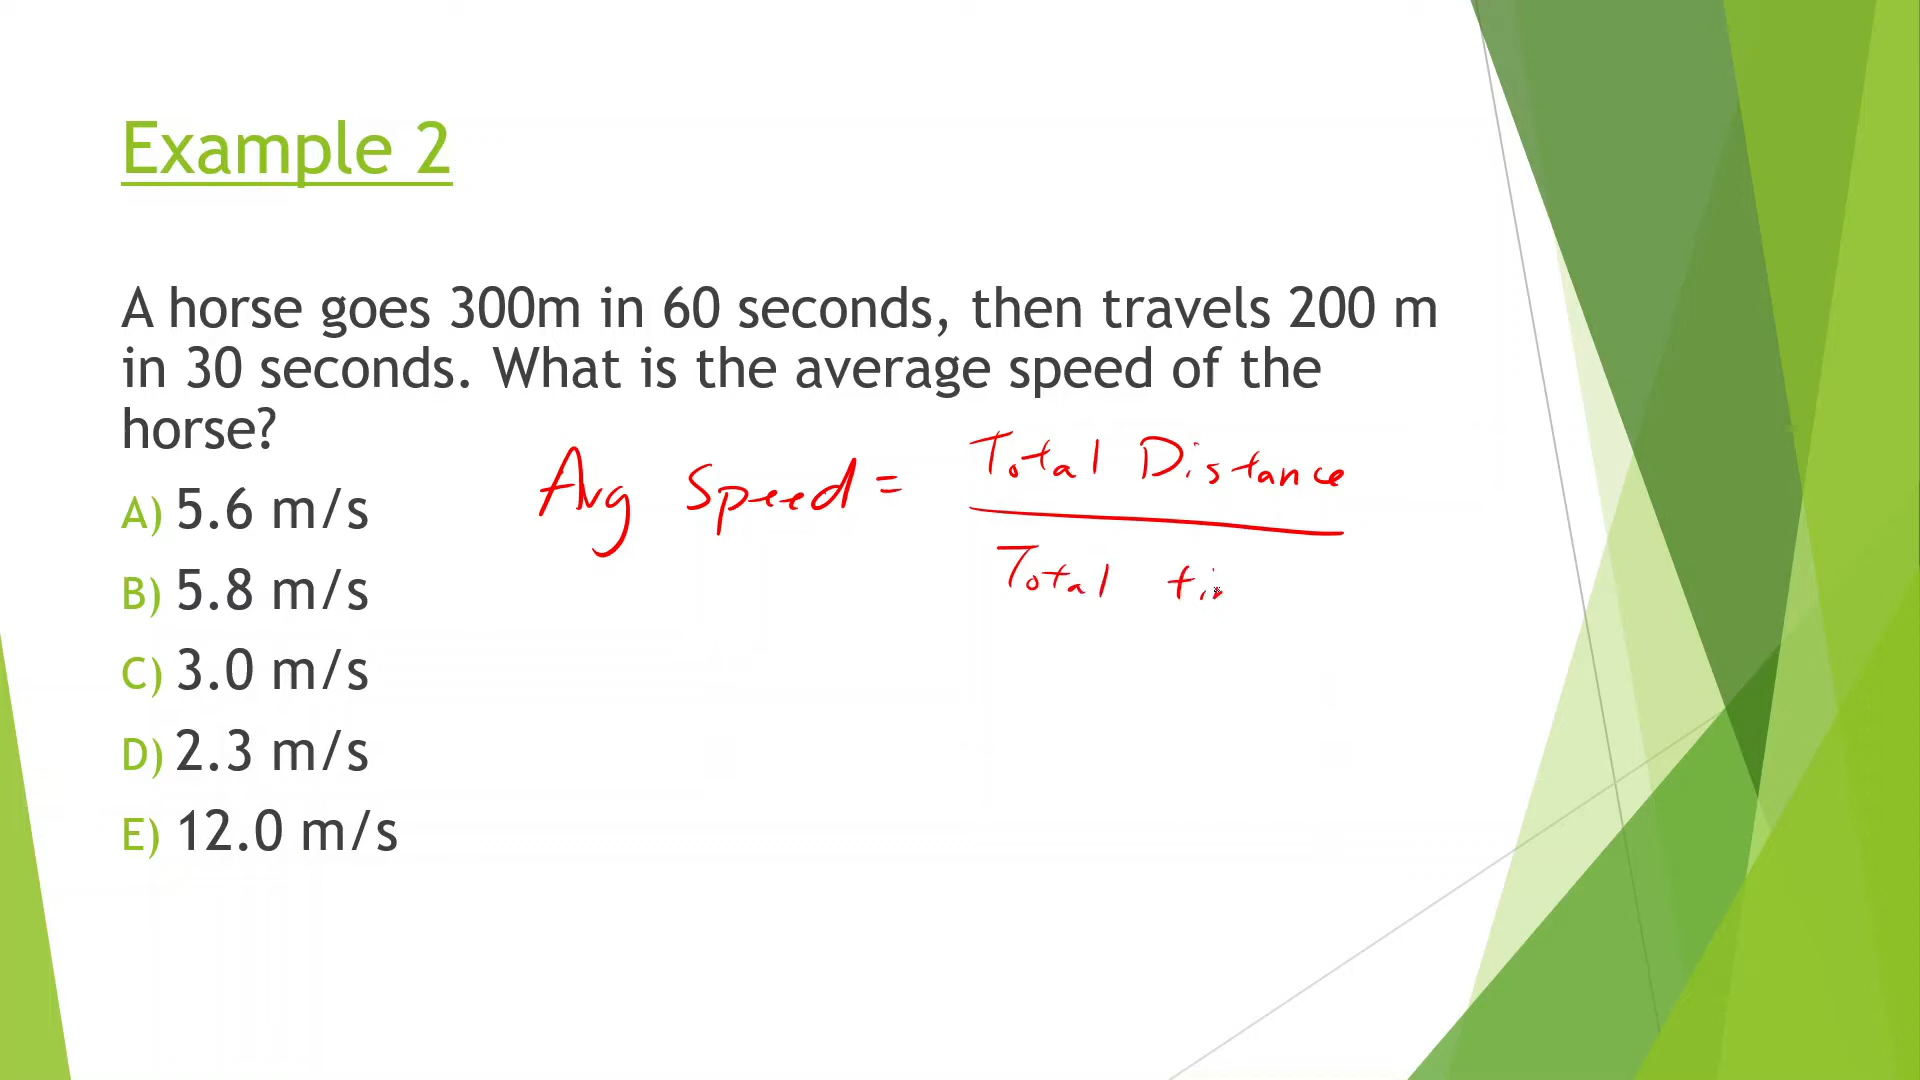 Example 2
A horse goes 300m in 60 seconds, then travels 200 m
in 30 seconds. What is the average speed of the
horse?
Avg Speed = Total Distance
Total ti
A) 5.6 m/s
B) 5.8 m/s
C) 3.0 m/s
D) 2.3 m/s
E) 12.0 m/s